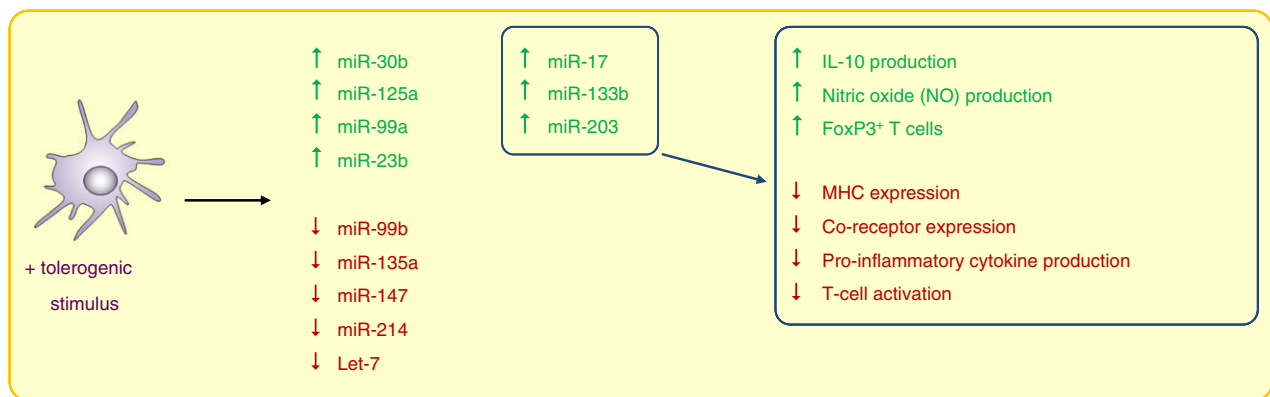 + tolerogenic
stimulus
↑ miR-30b
↑ miR-125a
↑ miR-99a
↑ miR-23b
↓ miR-99b
↓ miR-135a
↓ miR-147
↓ miR-214
↓ Let-7
↑ miR-17
↑ miR-133b
↑ miR-203
↑ IL-10 production
↑ Nitric oxide (NO) production
↑ FoxP3⁺ T cells
↓ MHC expression
↓ Co-receptor expression
↓ Pro-inflammatory cytokine production
↓ T-cell activation